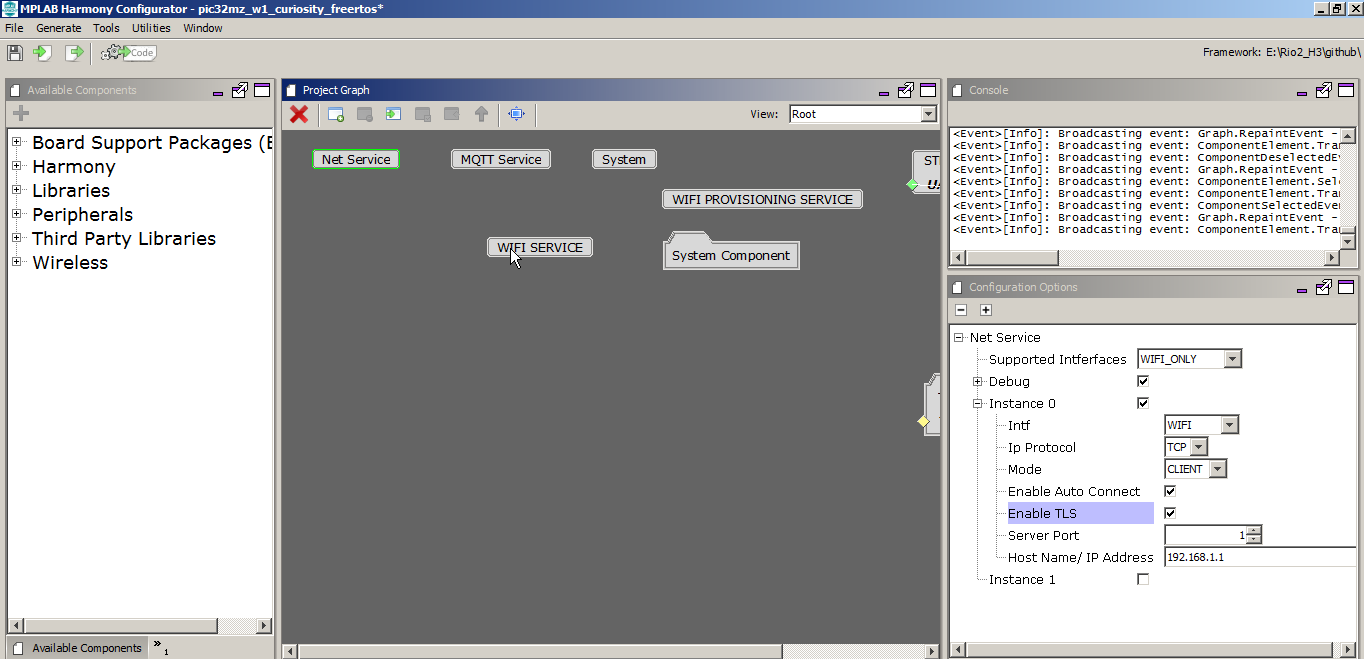 MPLAB Harmony Configurator - pic32mz_w1_curiosity_freertos*
File Generate Tools Utilities Window
Code
Framework: E:\Rio2_H3\github\
Available Components
Board Support Packages (
Harmony
Libraries
Peripherals
Third Party Libraries
Wireless
Available Components
» 1
Project Graph
View: Root
Net Service
MQTT Service
System
ST
UA
WIFI PROVISIONING SERVICE
WIFI SERVICE
System Component
Console
<Event>[Info]: Broadcasting event: Graph.RepaintEvent -
<Event>[Info]: Broadcasting event: ComponentElement.Tra
<Event>[Info]: Broadcasting event: ComponentDeselectedEv
<Event>[Info]: Broadcasting event: Graph.RepaintEvent -
<Event>[Info]: Broadcasting event: ComponentElement.Sele
<Event>[Info]: Broadcasting event: ComponentElement.Tra
<Event>[Info]: Broadcasting event: ComponentSelectedEve
<Event>[Info]: Broadcasting event: Graph.RepaintEvent -
<Event>[Info]: Broadcasting event: ComponentElement.Tra
Configuration Options
Net Service
Supported Intferfaces WIFI_ONLY
Debug
Instance 0
Intf WIFI
Ip Protocol TCP
Mode CLIENT
Enable Auto Connect
Enable TLS
Server Port 1
Host Name/ IP Address 192.168.1.1
Instance 1